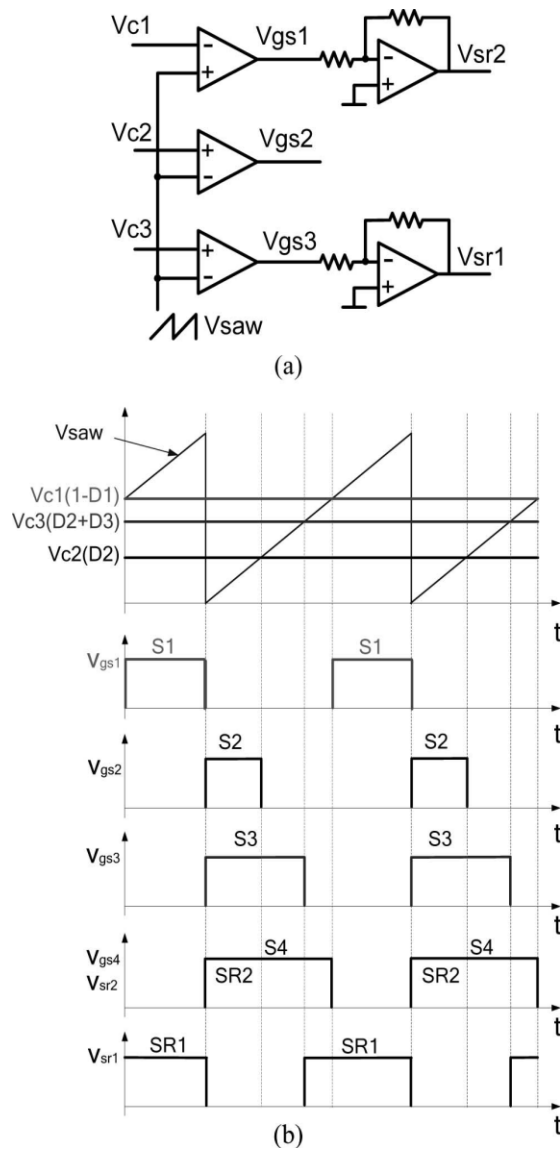 Vc1
-
+
Vgs1
-
+
Vsr2
Vc2
+
-
Vgs2
Vc3
+
-
Vgs3
-
+
Vsr1
Vsaw
(a)
Vsaw
Vc1(1-D1)
Vc3(D2+D3)
Vc2(D2)
t
Vgs1
S1
S1
t
Vgs2
S2
S2
t
Vgs3
S3
S3
t
Vgs4
Vsr2
S4
SR2
S4
SR2
t
Vsr1
SR1
SR1
t
(b)